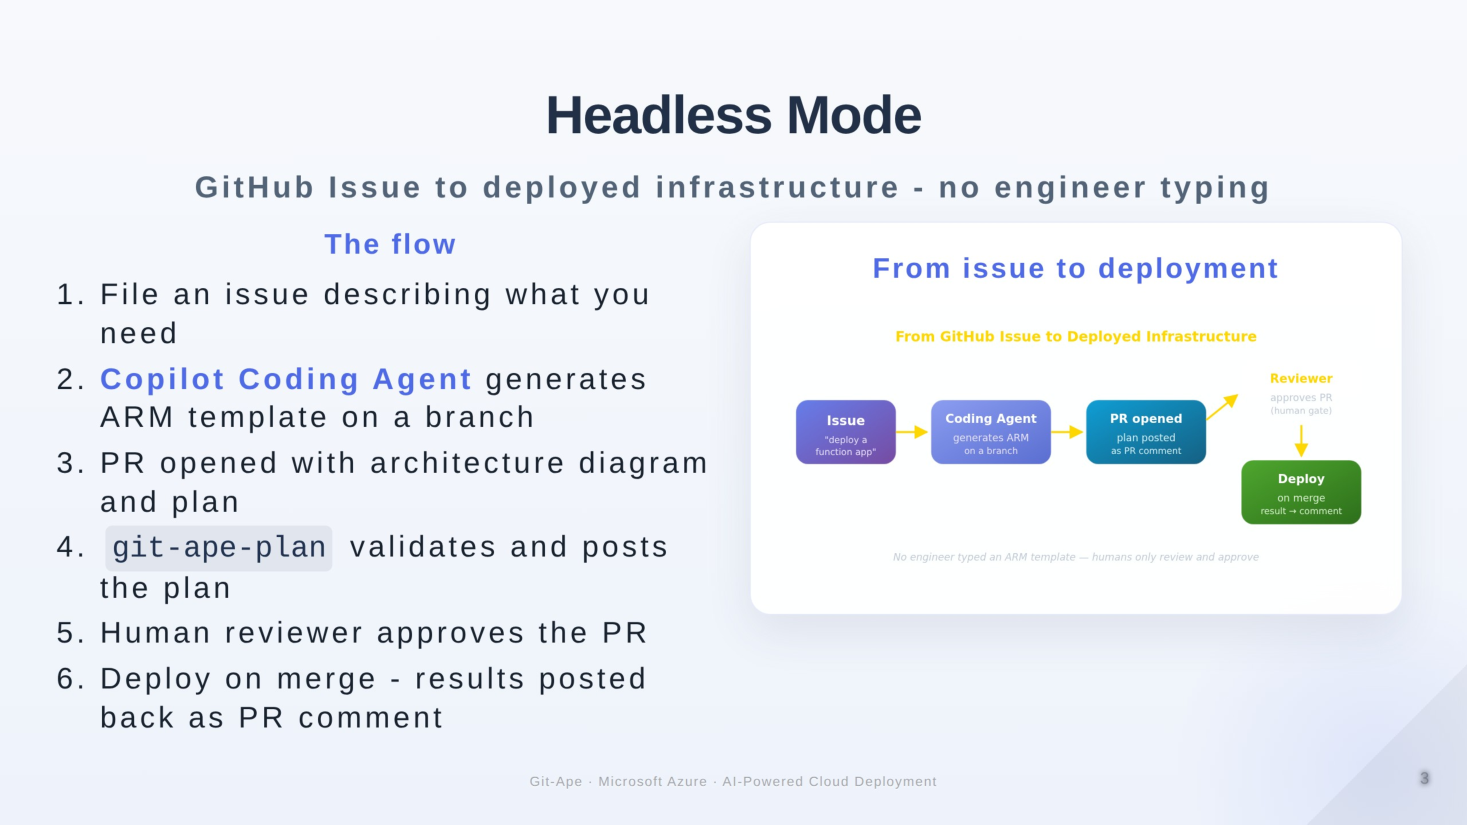 Headless Mode
GitHub Issue to deployed infrastructure - no engineer typing
The flow
1. File an issue describing what you
need
2. Copilot Coding Agent generates
ARM template on a branch
3. PR opened with architecture diagram
and plan
4. git-ape-plan validates and posts
the plan
5. Human reviewer approves the PR
6. Deploy on merge - results posted
back as PR comment
From issue to deployment
From GitHub Issue to Deployed Infrastructure
Issue
"deploy a
function app"
Coding Agent
generates ARM
on a branch
PR opened
plan posted
as PR comment
Reviewer
approves PR
(human gate)
Deploy
on merge
result → comment
No engineer typed an ARM template — humans only review and approve
Git-Ape · Microsoft Azure · AI-Powered Cloud Deployment
3